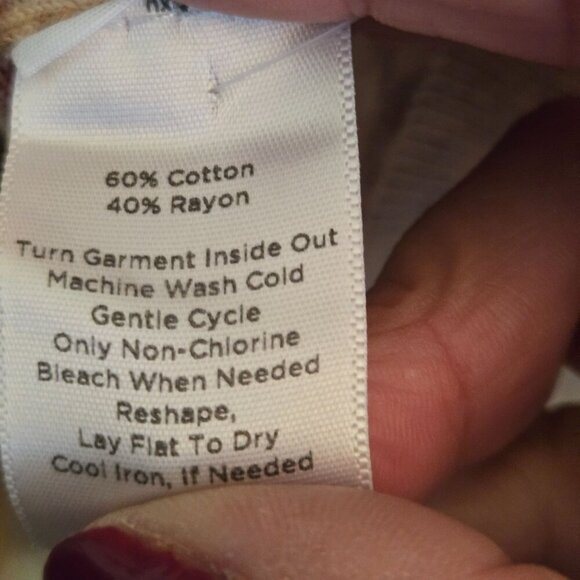 60% Cotton
40% Rayon
Turn Garment Inside Out
Machine Wash Cold
Gentle Cycle
Only Non-Chlorine
Bleach When Needed
Reshape,
Lay Flat To Dry
Cool Iron, If Needed